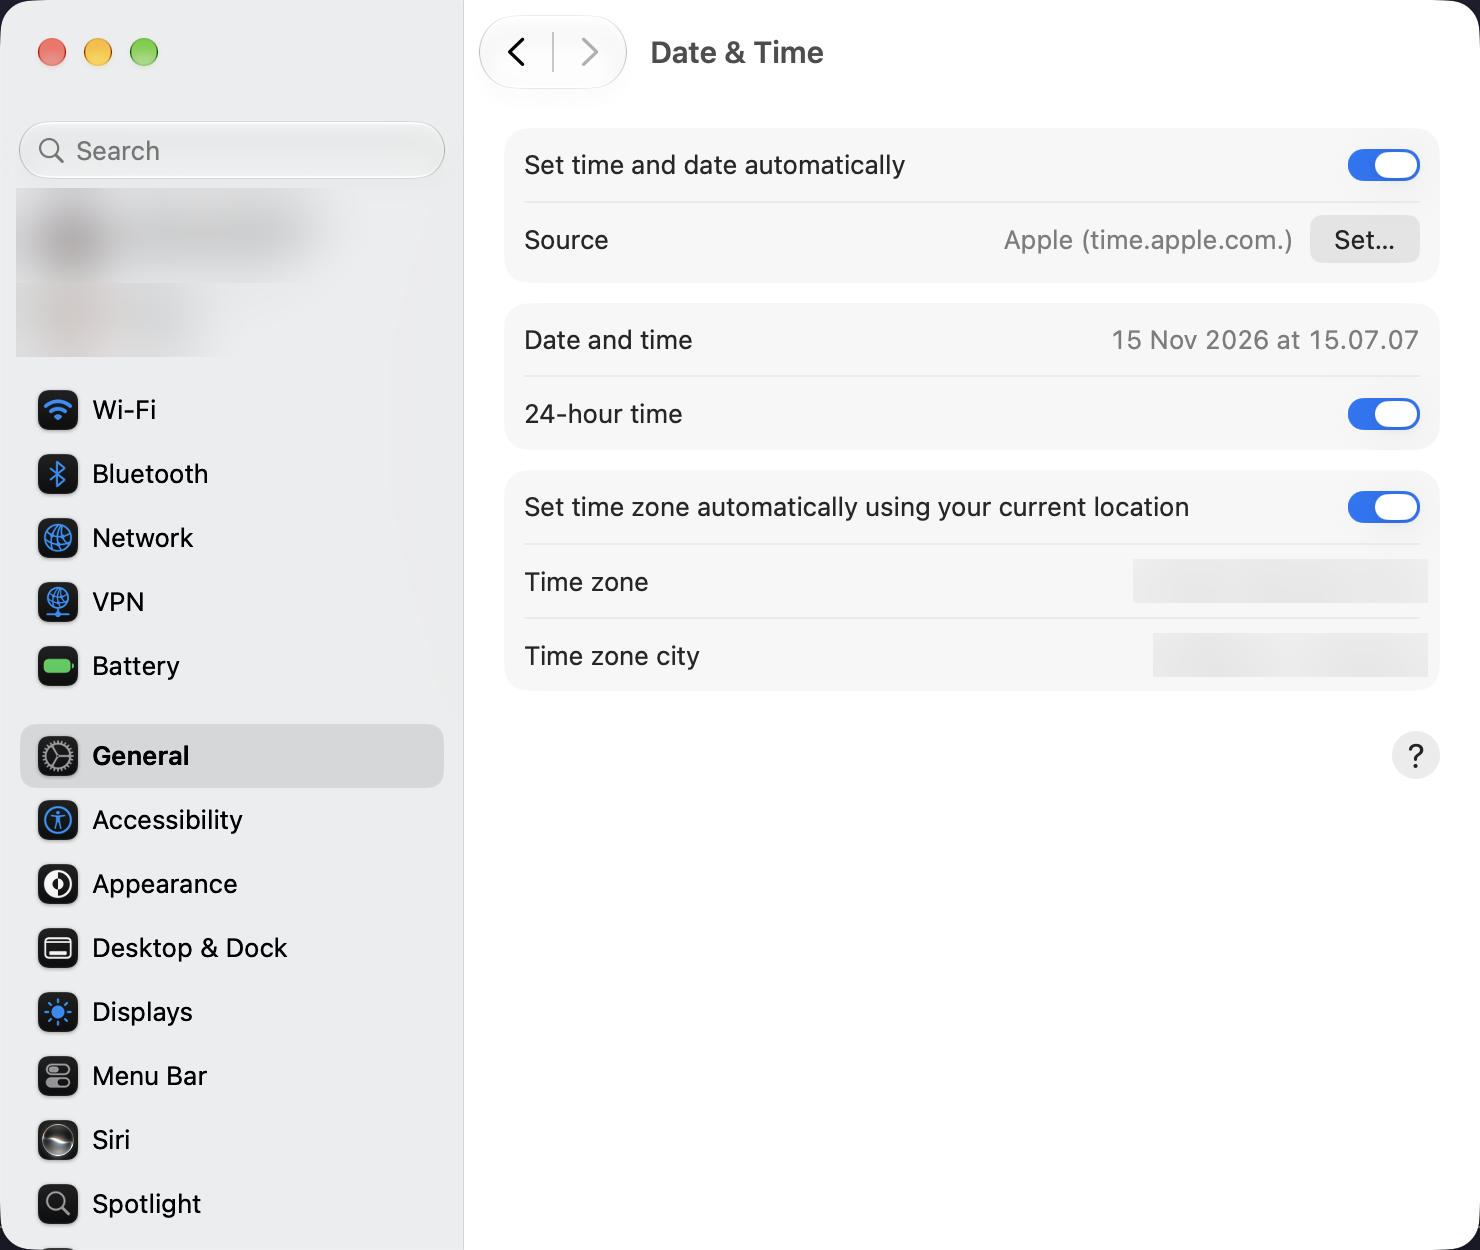 Date & Time
Search
Wi-Fi
Bluetooth
Network
VPN
Battery
General
Accessibility
Appearance
Desktop & Dock
Displays
Menu Bar
Siri
Spotlight
Set time and date automatically
Source Apple (time.apple.com.) Set...
Date and time 15 Nov 2026 at 15.07.07
24-hour time
Set time zone automatically using your current location
Time zone
Time zone city
?